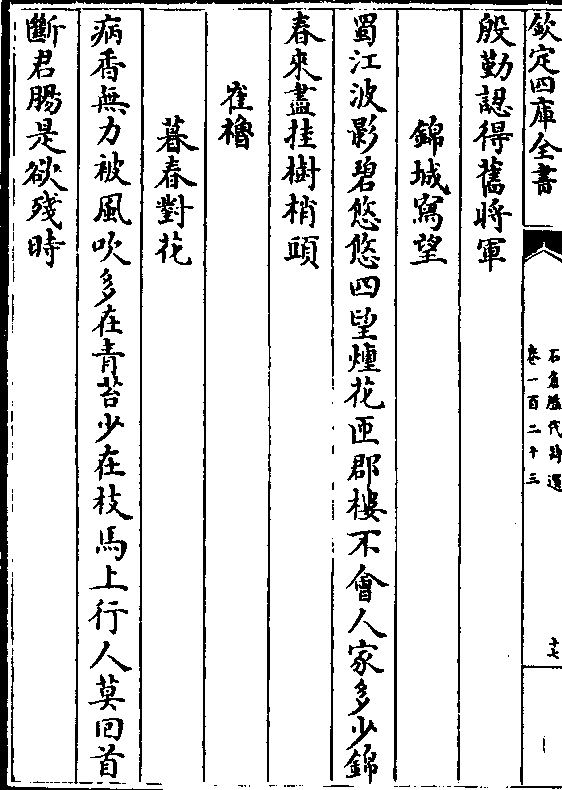 欽定四庫全書
石倉歴代詩選
卷一百二十三
十七
殷勤認得舊將軍
錦城寫望
蜀江波影碧悠悠四望煙花匝郡樓不會人家多少錦
春來盡挂樹梢頭
崔櫓
暮春對花
病香無力被風吹多在青苔少在枝馬上行人莫回首
斷君腸是欲殘時